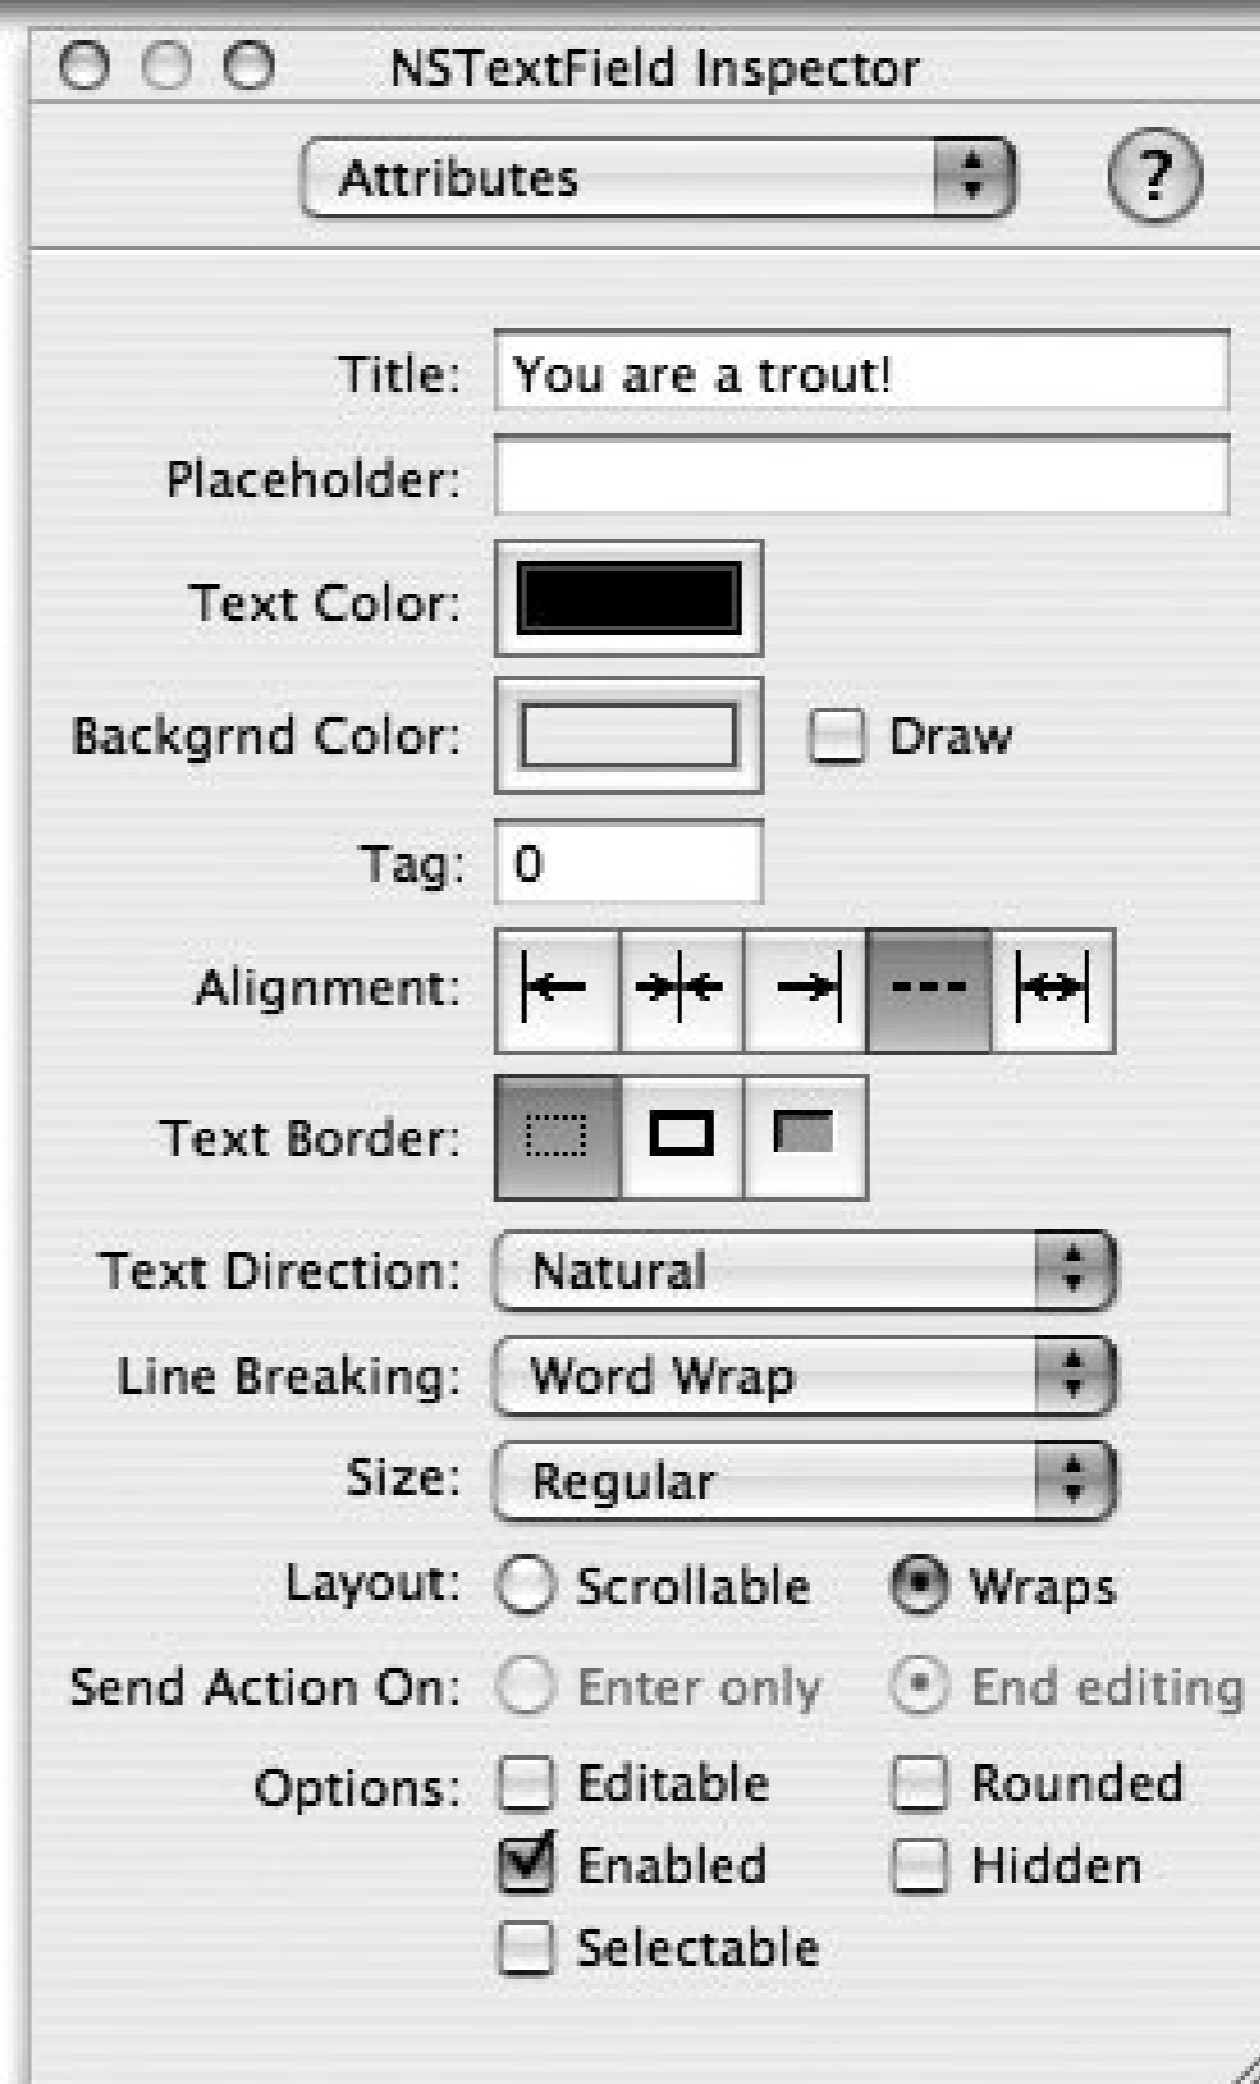 NSTextField Inspector
Attributes ?
Title: You are a trout!
Placeholder:
Text Color:
Backgrnd Color: Draw
Tag: 0
Alignment:
Text Border:
Text Direction: Natural
Line Breaking: Word Wrap
Size: Regular
Layout: Scrollable Wraps
Send Action On: Enter only End editing
Options: Editable Rounded
Enabled Hidden
Selectable